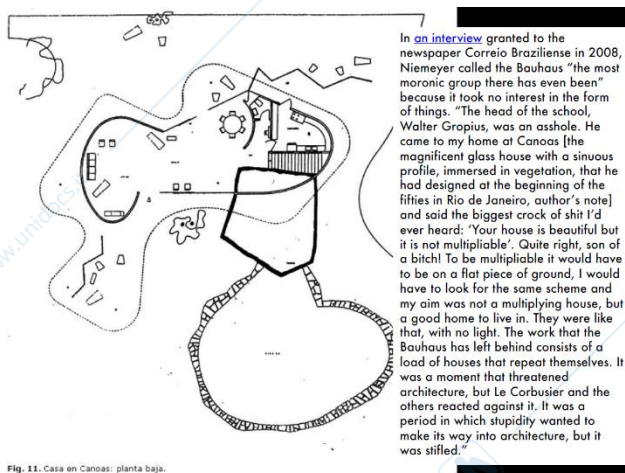 In an interview granted to the
newspaper Correio Braziliense in 2008,
Niemeyer called the Bauhaus “the most
moronic group there has even been”
because it took no interest in the form
of things. “The head of the school,
Walter Gropius, was an asshole. He
came to my home at Canoas [the
magnificent glass house with a sinuous
profile, immersed in vegetation, that he
had designed at the beginning of the
fifties in Rio de Janeiro, author’s note]
and said the biggest crock of shit I’d
ever heard: ‘Your house is beautiful but
it is not multipliable’. Quite right, son of
a bitch! To be multipliable it would have
to be on a flat piece of ground, I would
have to look for the same scheme and
my aim was not a multiplying house, but
a good home to live in. They were like
that, with no light. The work that the
Bauhaus has left behind consists of a
load of houses that repeat themselves. It
was a moment that threatened
architecture, but Le Corbusier and the
others reacted against it. It was a
period in which stupidity wanted to
make its way into architecture, but it
was stifled.”
Fig. 11. Casa en Canoas: planta baja.